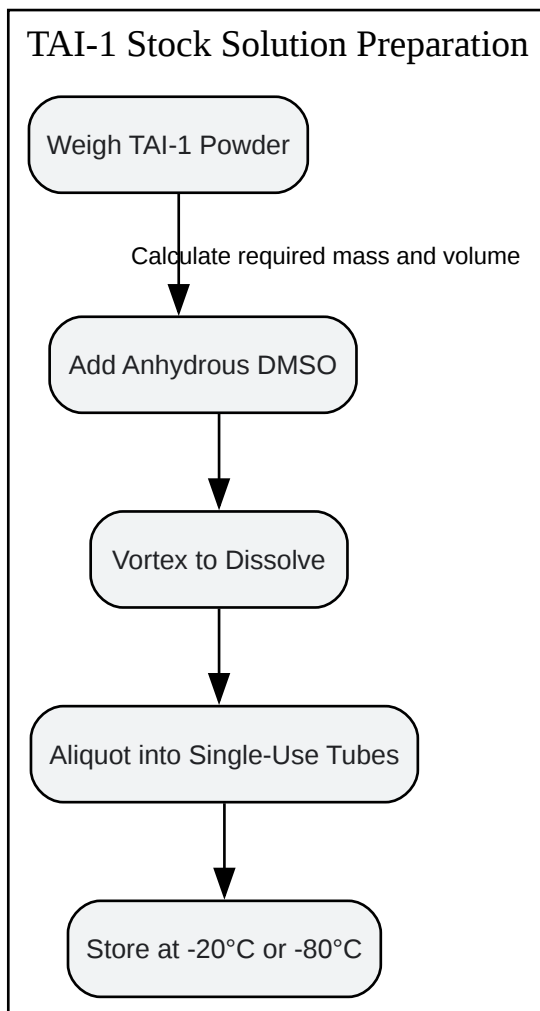 TAI-1 Stock Solution Preparation
Weigh TAI-1 Powder
Calculate required mass and volume
Add Anhydrous DMSO
Vortex to Dissolve
Aliquot into Single-Use Tubes
Store at -20°C or -80°C